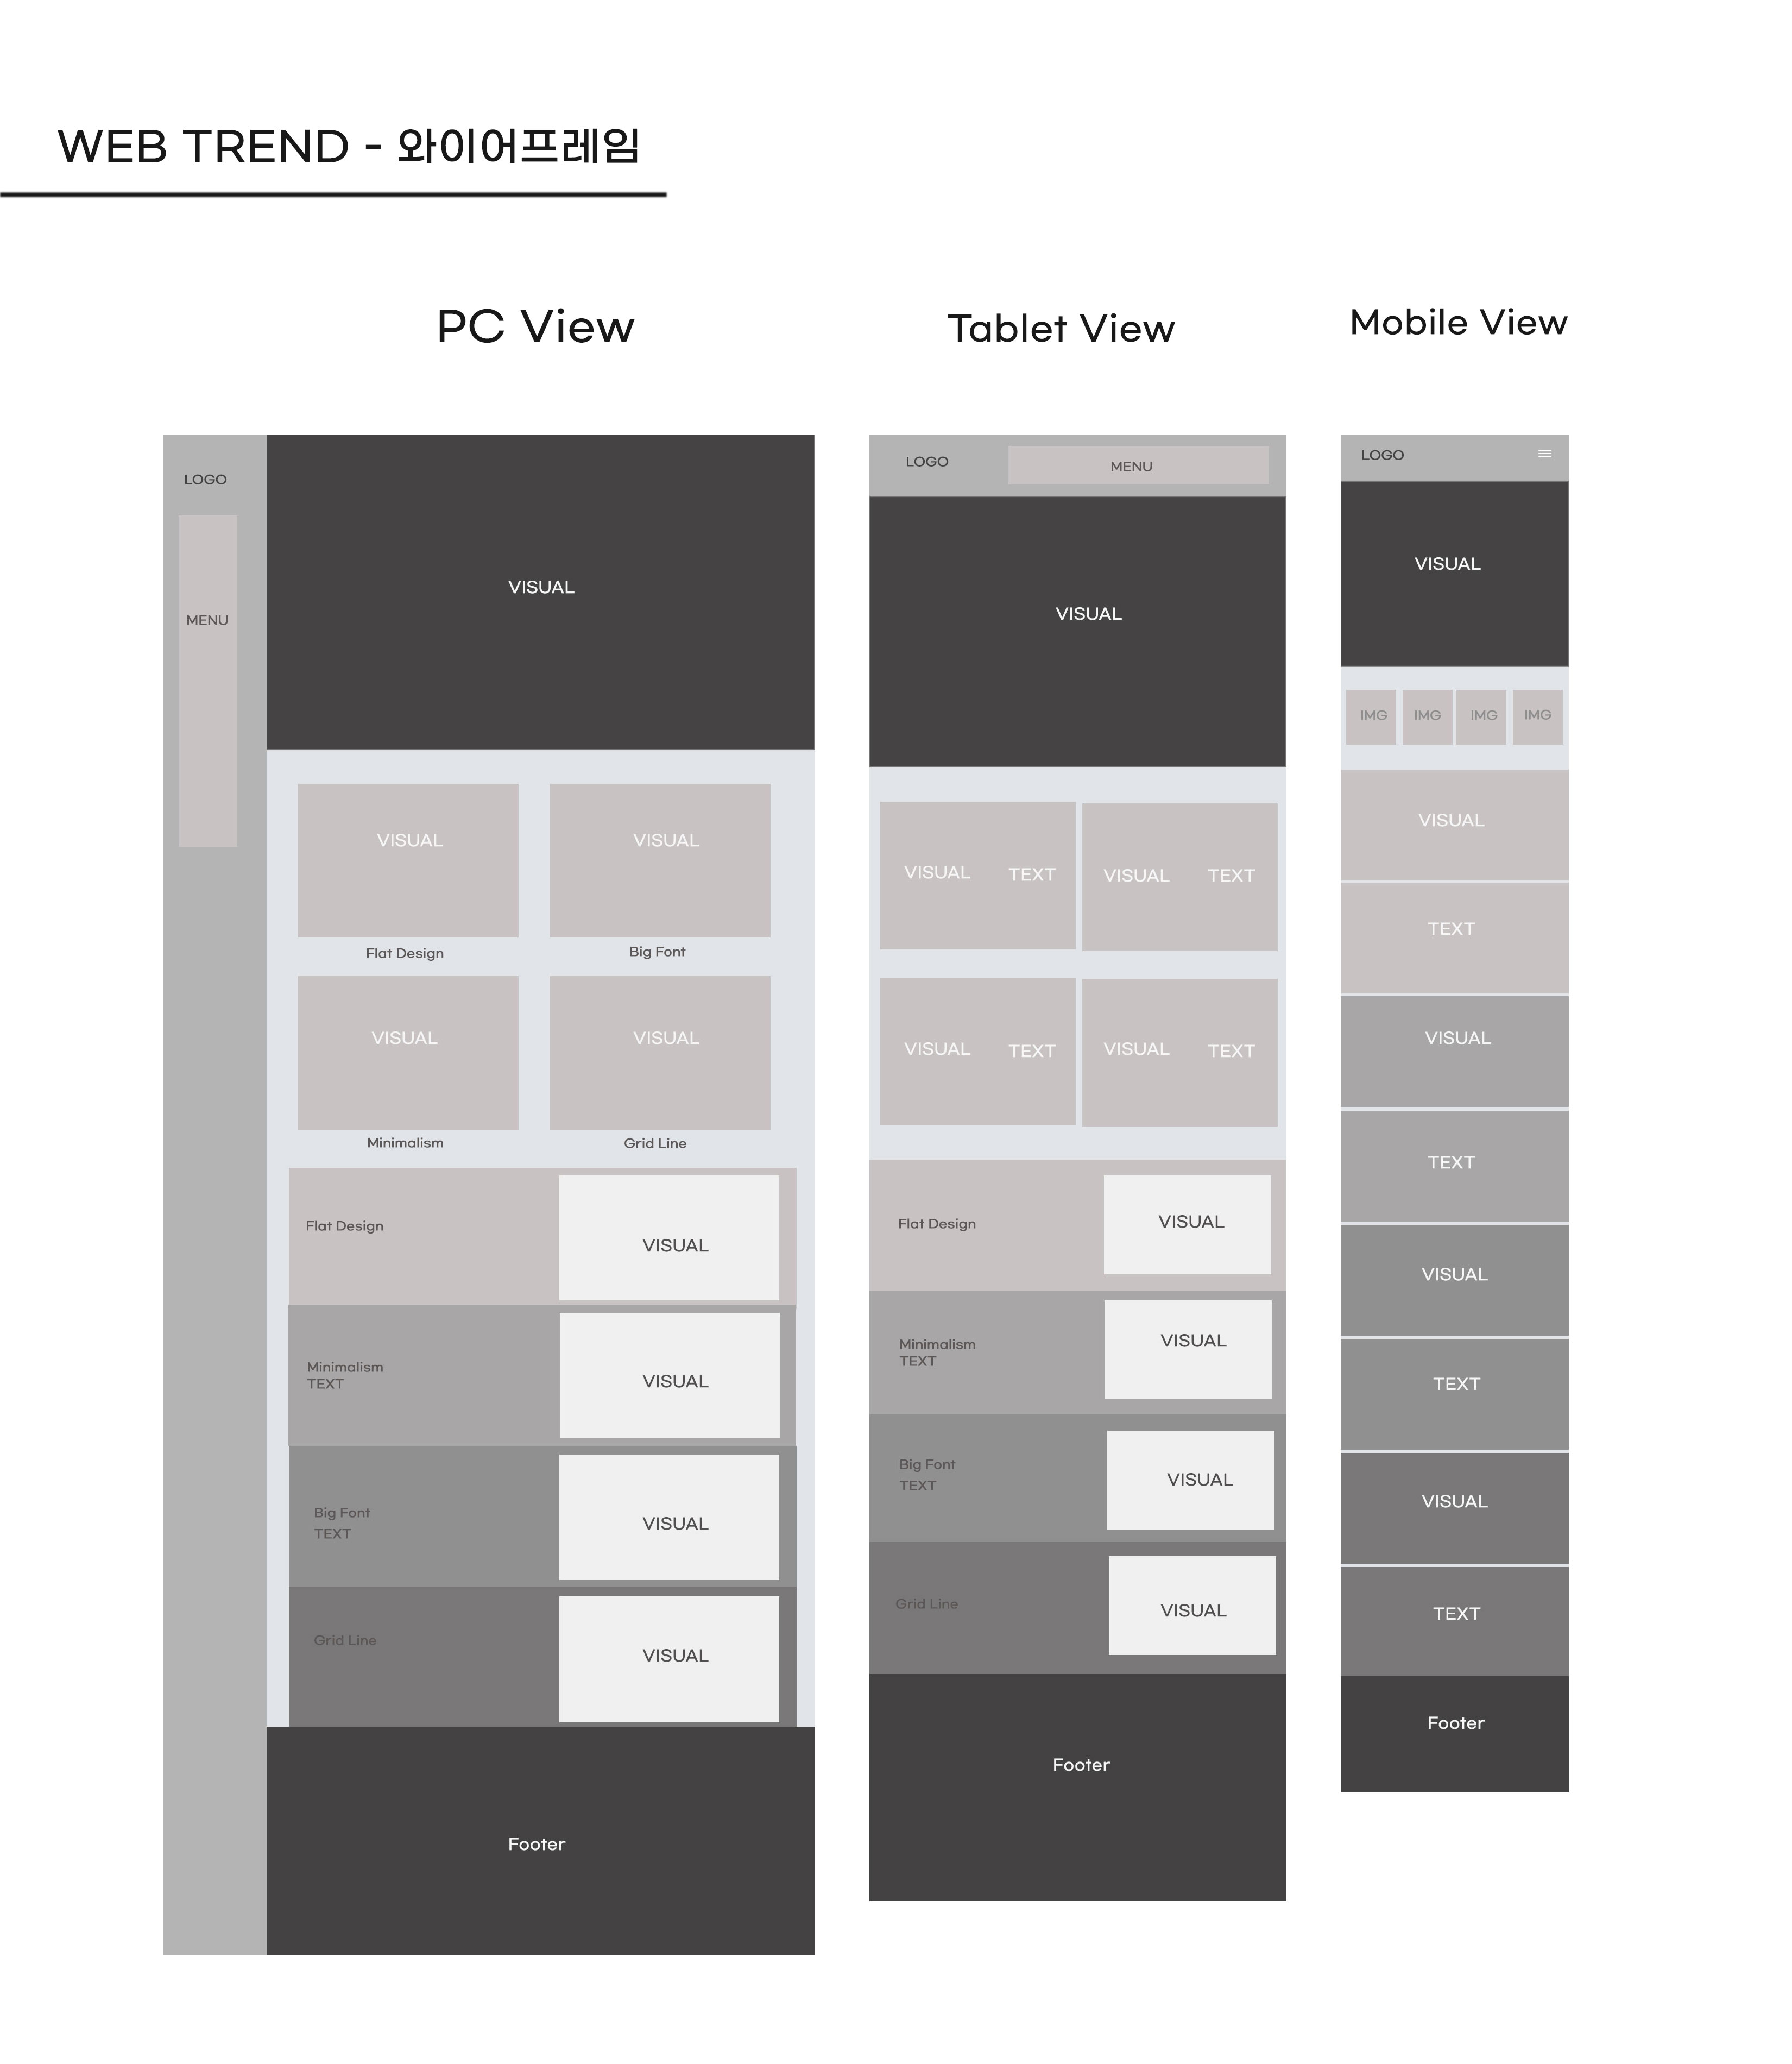 WEB TREND - 와이어프레임
PC View
LOGO
MENU
VISUAL
VISUAL
VISUAL
Flat Design
Big Font
VISUAL
VISUAL
Minimalism
Grid Line
Flat Design
VISUAL
Minimalism
TEXT
VISUAL
Big Font
TEXT
VISUAL
Grid Line
VISUAL
Footer
Tablet View
LOGO
MENU
VISUAL
VISUAL TEXT
VISUAL TEXT
VISUAL TEXT
VISUAL TEXT
Flat Design
VISUAL
Minimalism
TEXT
VISUAL
Big Font
TEXT
VISUAL
Grid Line
VISUAL
Footer
Mobile View
LOGO
VISUAL
IMG IMG IMG IMG
VISUAL
TEXT
VISUAL
TEXT
VISUAL
TEXT
VISUAL
TEXT
Footer